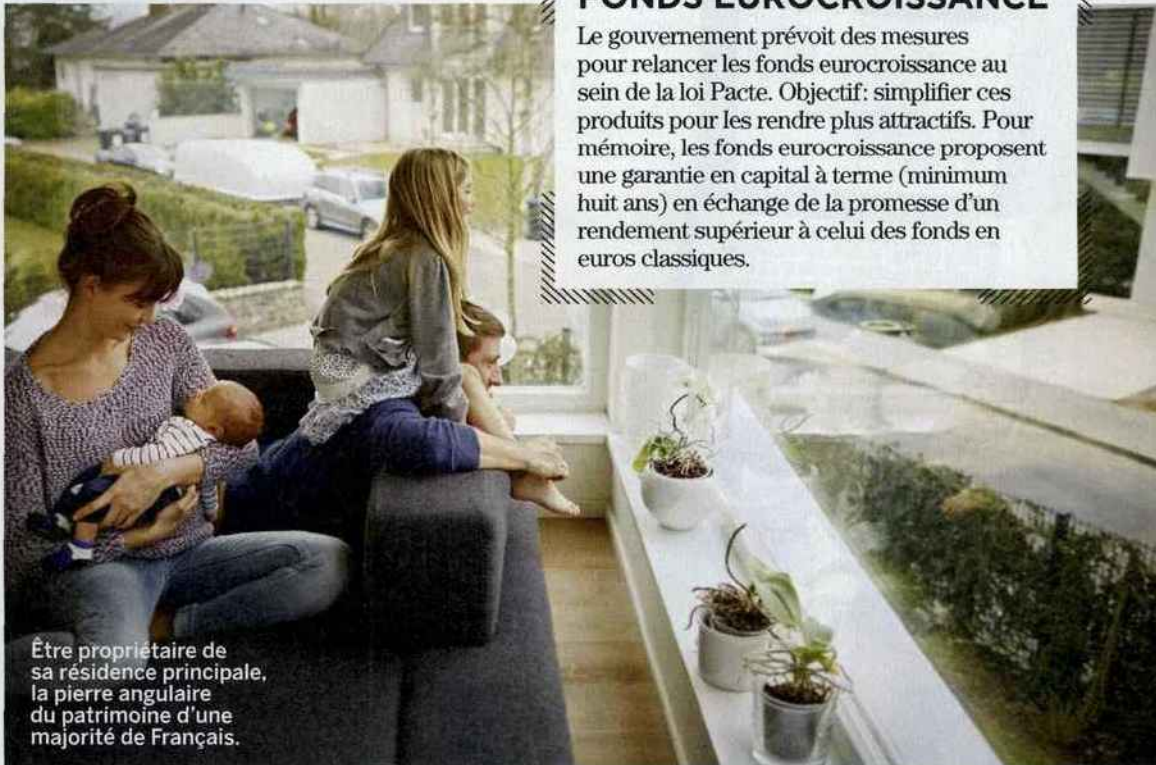 FONDS EUROCROISSANCE
Le gouvernement prévoit des mesures
pour relancer les fonds eurocroissance au
sein de la loi Pacte. Objectif: simplifier ces
produits pour les rendre plus attractifs. Pour
mémoire, les fonds eurocroissance proposent
une garantie en capital à terme (minimum
huit ans) en échange de la promesse d'un
rendement supérieur à celui des fonds en
euros classiques.
Être propriétaire de
sa résidence principale,
la pierre angulaire
du patrimoine d'une
majorité de Français.